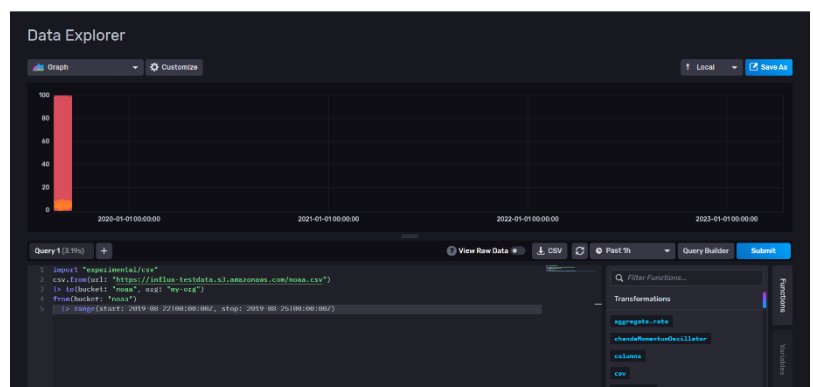 Data Explorer
Graph Customize Local Save As
100
80
60
40
20
0
2020-01-01 00:00:00 2021-01-01 00:00:00 2022-01-01 00:00:00 2023-01-01 00:00:00
Query 1 (3.19s) + View Raw Data CSV Past 1h Query Builder Submit
1 import "experimental/csv"
2 csv.from(url: "https://influx-testdata.s3.amazonaws.com/noaa.csv")
3 |> to(bucket: "noaa", org: "my-org")
4 from(bucket: "noaa")
5 |> range(start: 2019-08-22T00:00:00Z, stop: 2019-08-25T00:00:00Z)
Filter Functions...
Transformations
aggregate.rate
chandeMomentumOscillator
columns
cov
Functions
Variables